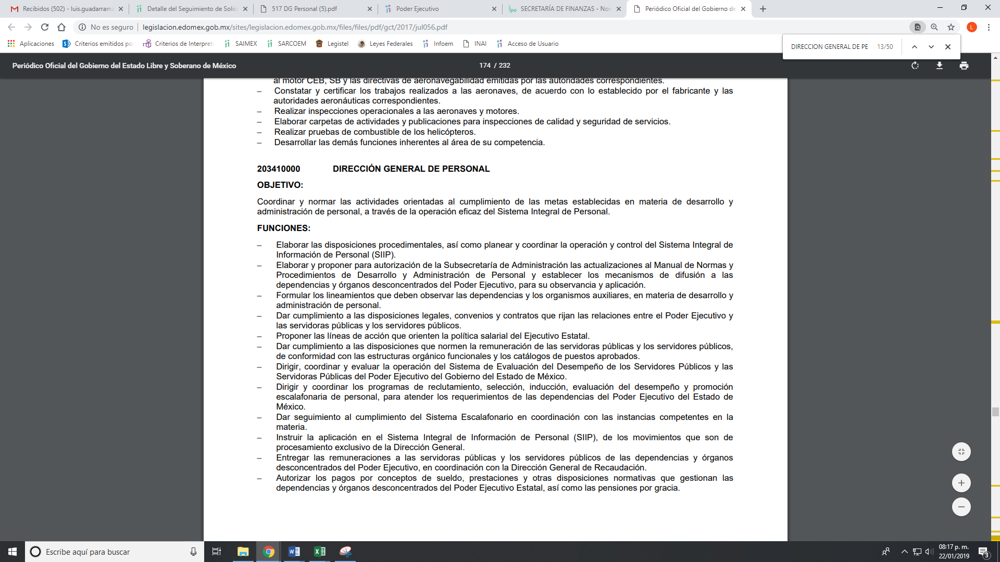 Recibidos (502) - luis.guadarrama
Detalle del Seguimiento de Solici
517 DG Personal (5).pdf
Poder Ejecutivo
SECRETARÍA DE FINANZAS - Nor
Periódico Oficial del Gobierno de
No es seguro
legislacion.edomex.gob.mx/sites/legislacion.edomex.gob.mx/files/files/pdf/gct/2017/jul056.pdf
Aplicaciones
Criterios emitidos po
Criterios de Interpret
SAIMEX
SARCOEM
Legistel
Leyes Federales
Infoem
INAI
Acceso de Usuario
DIRECCION GENERAL DE PE
13/50
Periódico Oficial del Gobierno del Estado Libre y Soberano de México
174 / 232
al motor CEB, SB y las directivas de aeronavegabilidad emitidas por las autoridades correspondientes.
– Constatar y certificar los trabajos realizados a las aeronaves, de acuerdo con lo establecido por el fabricante y las
autoridades aeronáuticas correspondientes.
– Realizar inspecciones operacionales a las aeronaves y motores.
– Elaborar carpetas de actividades y publicaciones para inspecciones de calidad y seguridad de servicios.
– Realizar pruebas de combustible de los helicópteros.
– Desarrollar las demás funciones inherentes al área de su competencia.
203410000 DIRECCIÓN GENERAL DE PERSONAL
OBJETIVO:
Coordinar y normar las actividades orientadas al cumplimiento de las metas establecidas en materia de desarrollo y
administración de personal, a través de la operación eficaz del Sistema Integral de Personal.
FUNCIONES:
– Elaborar las disposiciones procedimentales, así como planear y coordinar la operación y control del Sistema Integral de
Información de Personal (SIIP).
– Elaborar y proponer para autorización de la Subsecretaría de Administración las actualizaciones al Manual de Normas y
Procedimientos de Desarrollo y Administración de Personal y establecer los mecanismos de difusión a las
dependencias y órganos desconcentrados del Poder Ejecutivo, para su observancia y aplicación.
– Formular los lineamientos que deben observar las dependencias y los organismos auxiliares, en materia de desarrollo y
administración de personal.
– Dar cumplimiento a las disposiciones legales, convenios y contratos que rijan las relaciones entre el Poder Ejecutivo y
las servidoras públicas y los servidores públicos.
– Proponer las líneas de acción que orienten la política salarial del Ejecutivo Estatal.
– Dar cumplimiento a las disposiciones que normen la remuneración de las servidoras públicas y los servidores públicos,
de conformidad con las estructuras orgánico funcionales y los catálogos de puestos aprobados.
– Dirigir, coordinar y evaluar la operación del Sistema de Evaluación del Desempeño de los Servidores Públicos y las
Servidoras Públicas del Poder Ejecutivo del Gobierno del Estado de México.
– Dirigir y coordinar los programas de reclutamiento, selección, inducción, evaluación del desempeño y promoción
escalafonaria de personal, para atender los requerimientos de las dependencias del Poder Ejecutivo del Estado de
México.
– Dar seguimiento al cumplimiento del Sistema Escalafonario en coordinación con las instancias competentes en la
materia.
– Instruir la aplicación en el Sistema Integral de Información de Personal (SIIP), de los movimientos que son de
procesamiento exclusivo de la Dirección General.
– Entregar las remuneraciones a las servidoras públicas y los servidores públicos de las dependencias y órganos
desconcentrados del Poder Ejecutivo, en coordinación con la Dirección General de Recaudación.
– Autorizar los pagos por conceptos de sueldo, prestaciones y otras disposiciones normativas que gestionan las
dependencias y órganos desconcentrados del Poder Ejecutivo Estatal, así como las pensiones por gracia.
Escribe aquí para buscar
08:17 p. m.
22/01/2019
3